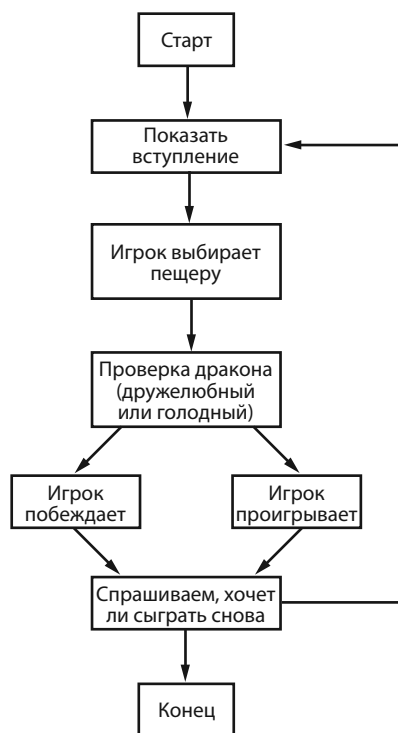 Старт
Показать
вступление
Игрок выбирает
пещеру
Проверка дракона
(дружелюбный
или голодный)
Игрок
побеждает
Игрок
проигрывает
Спрашиваем, хочет
ли сыграть снова
Конец